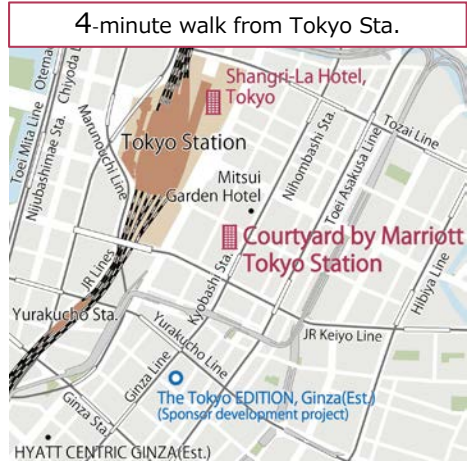 4-minute walk from Tokyo Sta.
Shangri-La Hotel,
Tokyo
Otemachi
Chiyoda Line
Toei Mita Line
Nijubashimae Sta.
Marunouchi Line
Tokyo Station
Nihombashi Sta.
Tozai Line
Toei Asakusa Line
Mitsui
Garden Hotel
Courtyard by Marriott
Tokyo Station
Hibiya Line
JR Lines
Kyobashi Sta.
Yurakucho Sta.
Yurakucho Line
JR Keiyo Line
Ginza Line
The Tokyo EDITION, Ginza(Est.)
(Sponsor development project)
Ginza Sta.
HYATT CENTRIC GINZA(Est.)